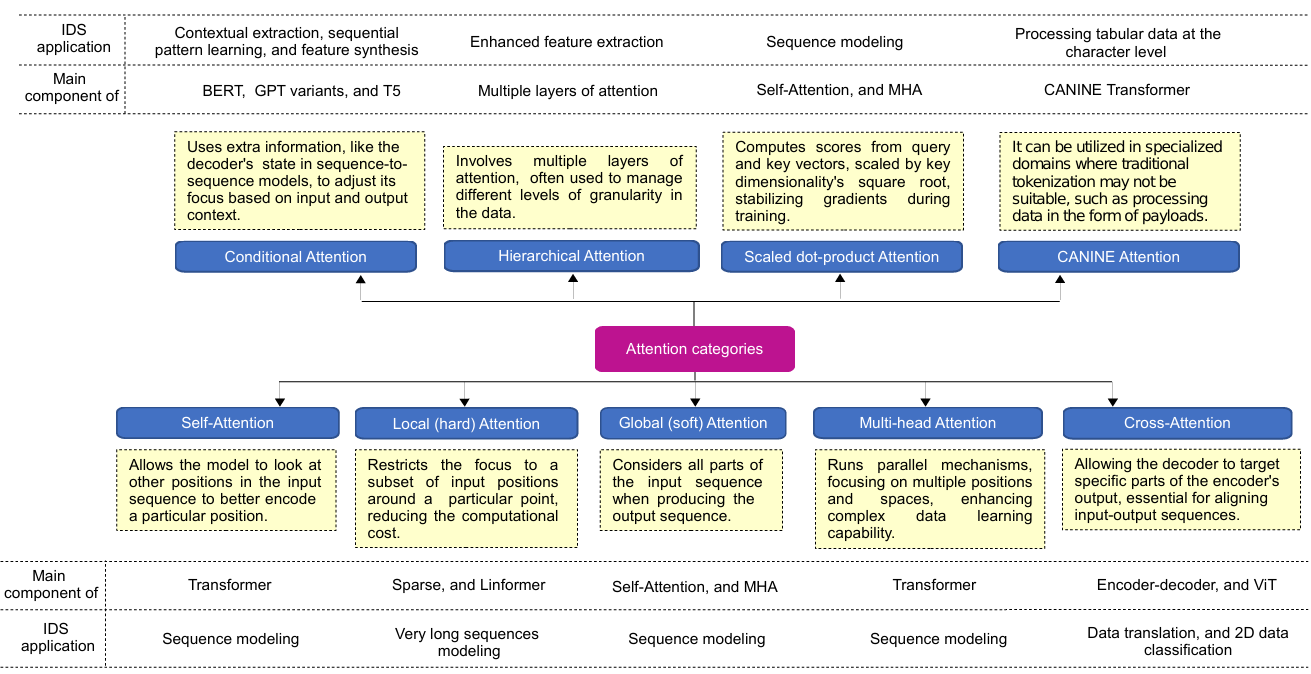 IDS
application
Contextual extraction, sequential
pattern learning, and feature synthesis
Enhanced feature extraction
Sequence modeling
Processing tabular data at the
character level
Main
component of
BERT, GPT variants, and T5
Multiple layers of attention
Self-Attention, and MHA
CANINE Transformer
Uses extra information, like the
decoder's state in sequence-to-
sequence models, to adjust its
focus based on input and output
context.
Involves multiple layers of
attention, often used to manage
different levels of granularity in
the data.
Computes scores from query
and key vectors, scaled by key
dimensionality's square root,
stabilizing gradients during
training.
It can be utilized in specialized
domains where traditional
tokenization may not be
suitable, such as processing
data in the form of payloads.
Conditional Attention
Hierarchical Attention
Scaled dot-product Attention
CANINE Attention
Attention categories
Self-Attention
Local (hard) Attention
Global (soft) Attention
Multi-head Attention
Cross-Attention
Allows the model to look at
other positions in the input
sequence to better encode
a particular position.
Restricts the focus to a
subset of input positions
around a particular point,
reducing the computational
cost.
Considers all parts of
the input sequence
when producing the
output sequence.
Runs parallel mechanisms,
focusing on multiple positions
and spaces, enhancing
complex data learning
capability.
Allowing the decoder to target
specific parts of the encoder's
output, essential for aligning
input-output sequences.
Main
component of
Transformer
Sparse, and Linformer
Self-Attention, and MHA
Transformer
Encoder-decoder, and ViT
IDS
application
Sequence modeling
Very long sequences
modeling
Sequence modeling
Sequence modeling
Data translation, and 2D data
classification